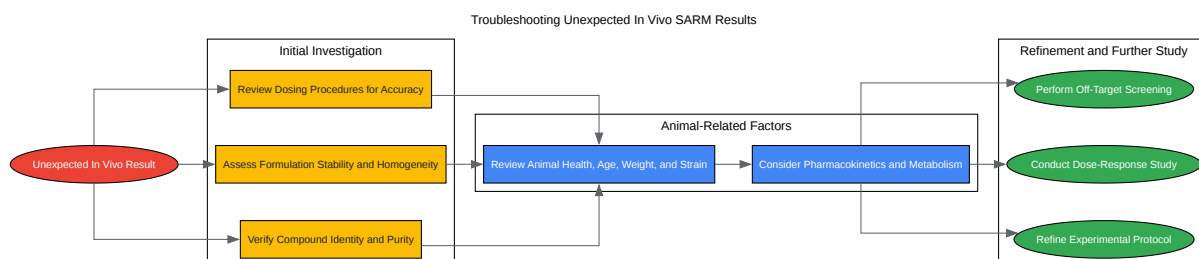 Troubleshooting Unexpected In Vivo SARM Results
Initial Investigation
Refinement and Further Study
Review Dosing Procedures for Accuracy
Perform Off-Target Screening
Animal-Related Factors
Unexpected In Vivo Result
Assess Formulation Stability and Homogeneity
Review Animal Health, Age, Weight, and Strain
Consider Pharmacokinetics and Metabolism
Conduct Dose-Response Study
Verify Compound Identity and Purity
Refine Experimental Protocol